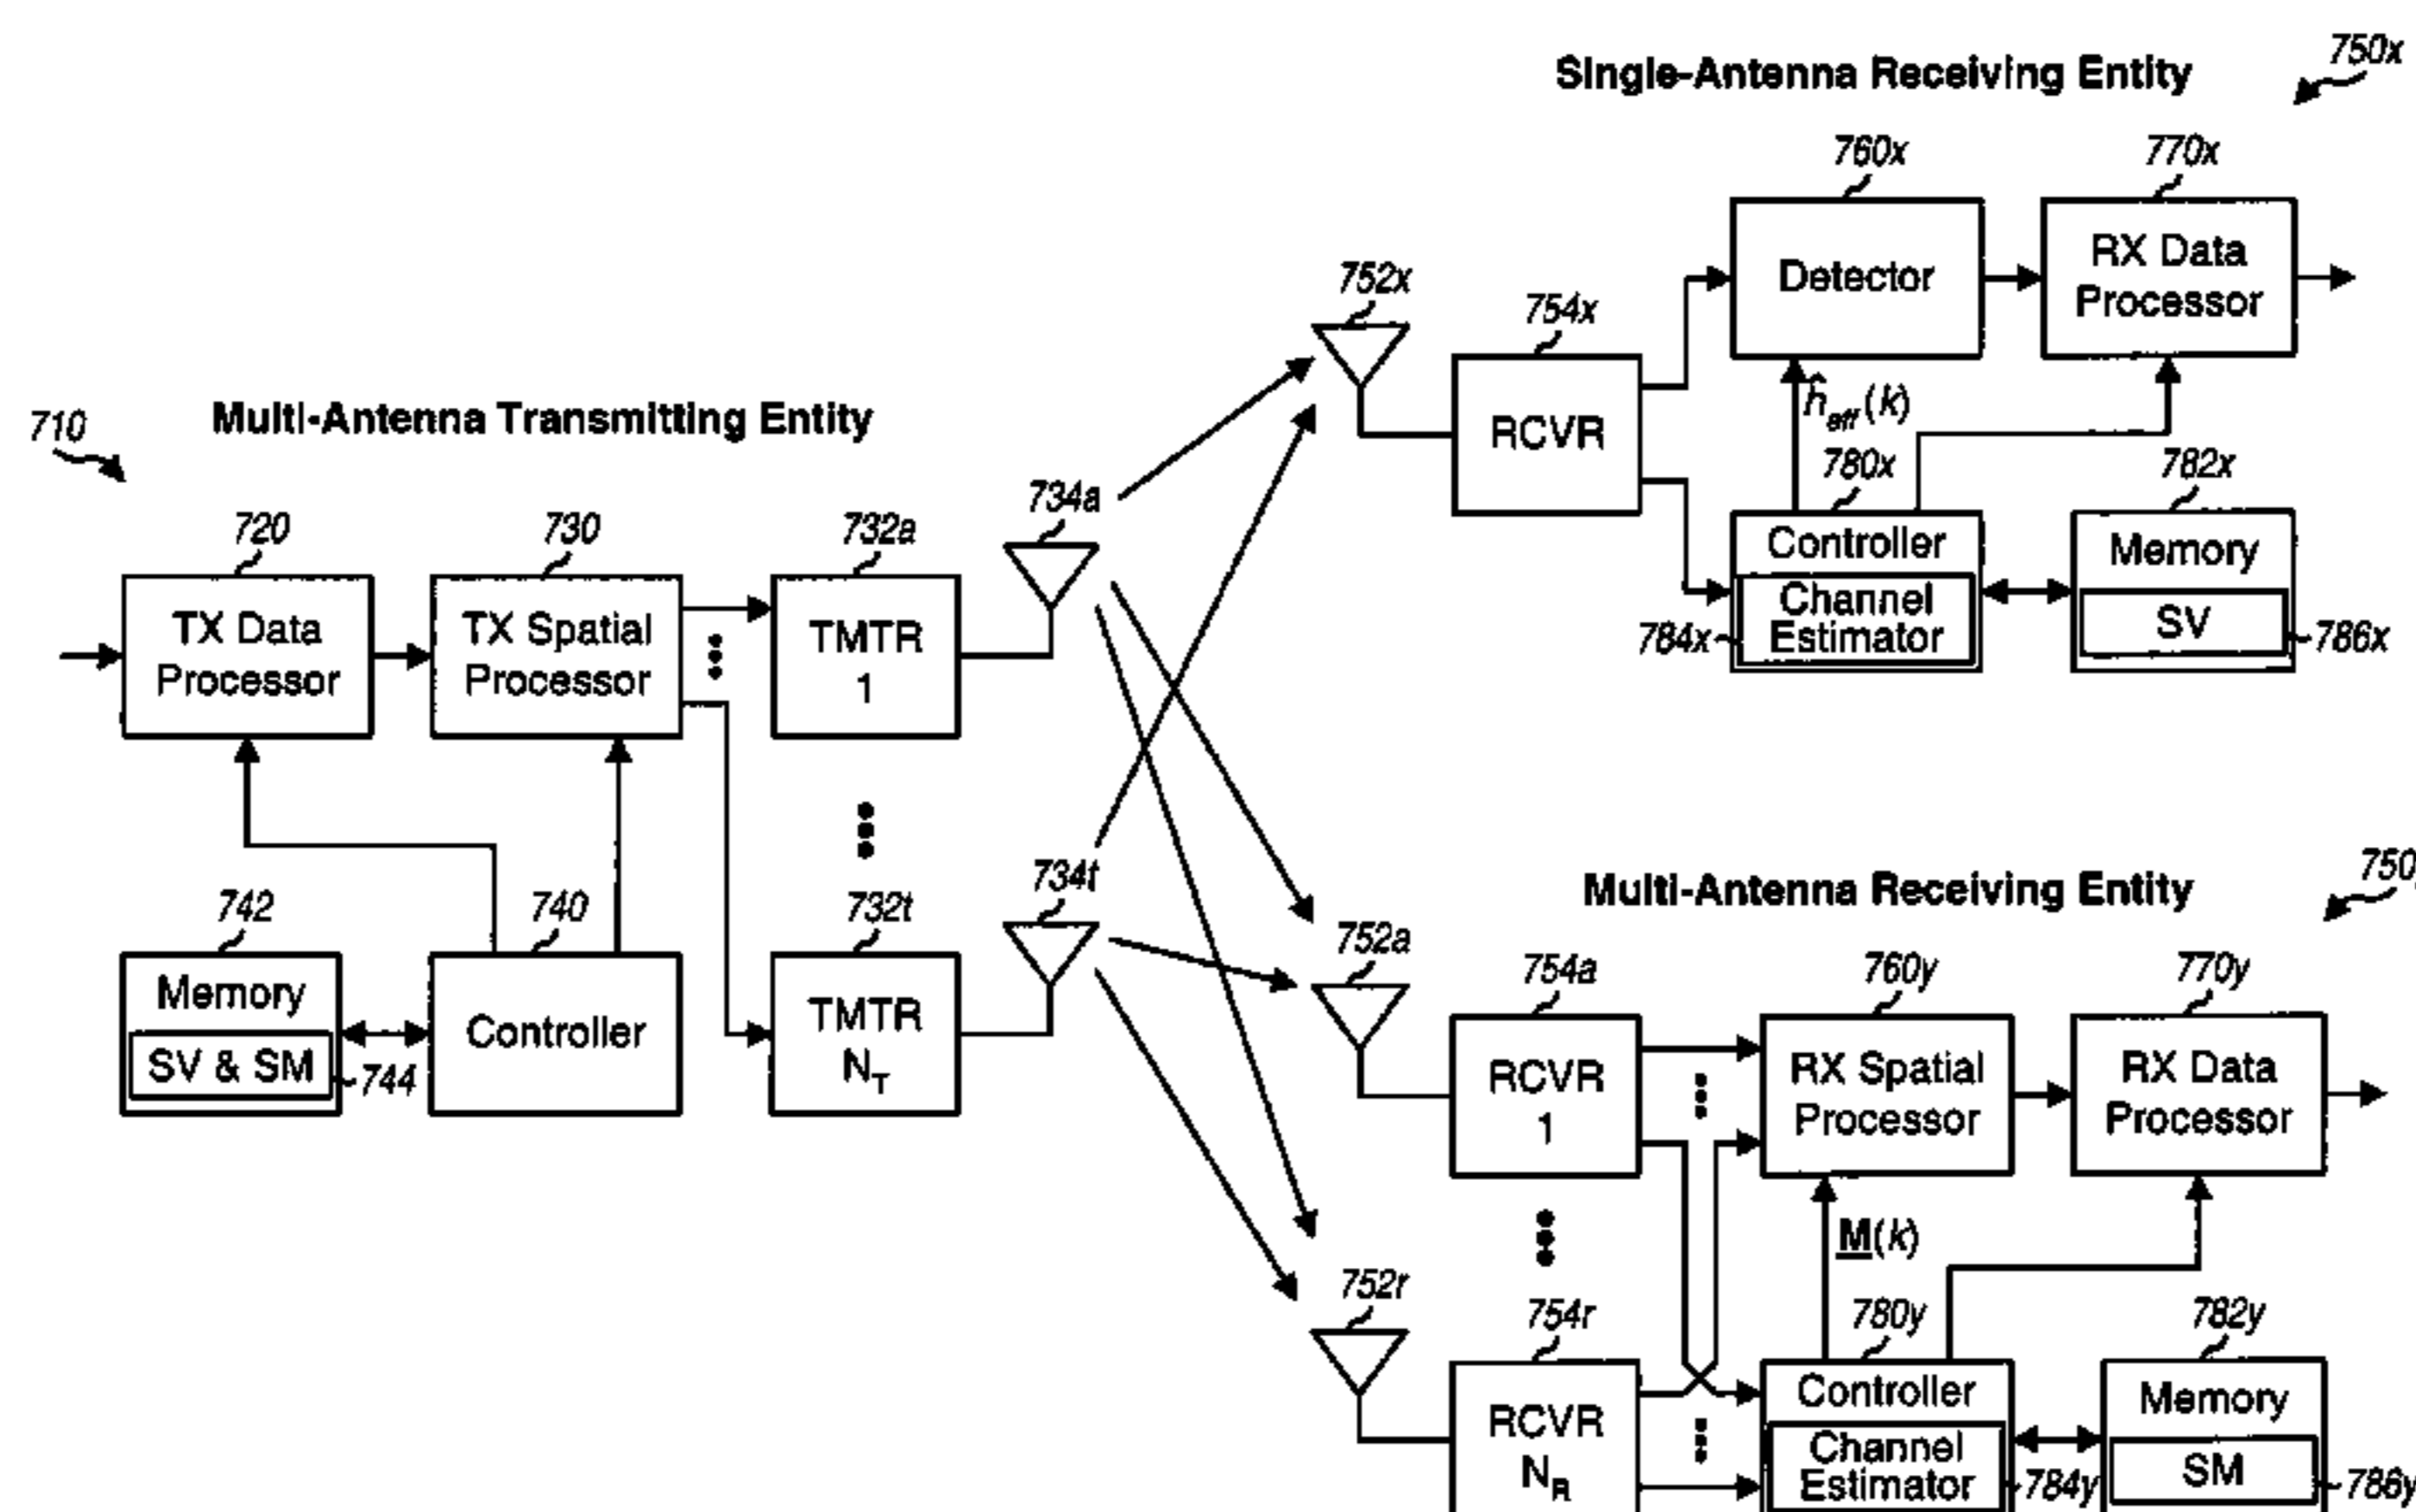 750x
Single-Antenna Receiving Entity
760x
770x
Detector
RX Data
Processor
752x
754x
RCVR
ĥeff(k)
780x
782x
Controller
Channel
Estimator
784x
Memory
SV
786x
710
Multi-Antenna Transmitting Entity
720
730
732a
734a
TX Data
Processor
TX Spatial
Processor
TMTR
1
742
740
732t
734t
Memory
SV & SM
744
Controller
TMTR
NT
Multi-Antenna Receiving Entity
750
752a
754a
760y
770y
RCVR
1
RX Spatial
Processor
RX Data
Processor
M(k)
752r
754r
780y
782y
RCVR
NR
Controller
Channel
Estimator
784y
Memory
SM
786y